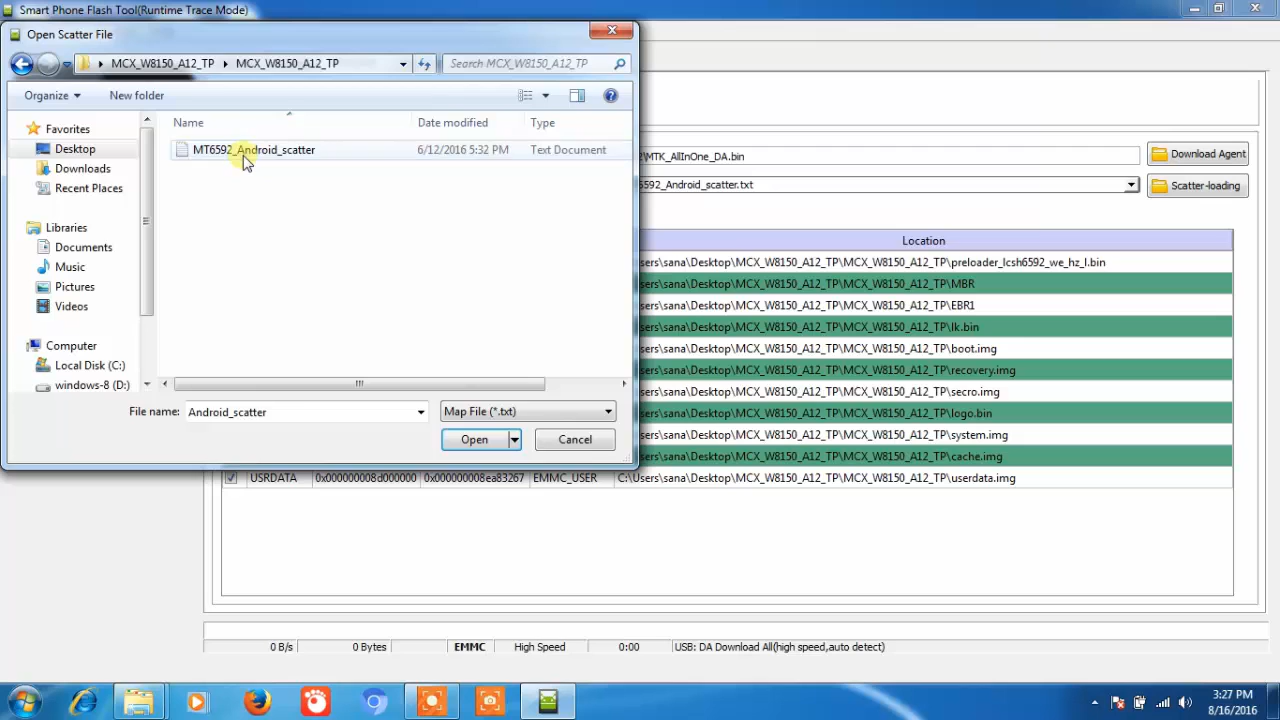 Smart Phone Flash Tool(Runtime Trace Mode)
Open Scatter File
MCX_W8150_A12_TP MCX_W8150_A12_TP
Search MCX_W8150_A12_TP
Organize New folder
Favorites
Desktop
Downloads
Recent Places
Libraries
Documents
Music
Pictures
Videos
Computer
Local Disk (C:)
windows-8 (D:)
Name Date modified Type
MT6592_Android_scatter 6/12/2016 5:32 PM Text Document
File name: Android_scatter Map File (*.txt)
Open Cancel
\MTK_AllInOne_DA.bin Download Agent
592_Android_scatter.txt Scatter-loading
Location
sers\sana\Desktop\MCX_W8150_A12_TP\MCX_W8150_A12_TP\preloader_lcsh6592_we_hz_l.bin
sers\sana\Desktop\MCX_W8150_A12_TP\MCX_W8150_A12_TP\MBR
sers\sana\Desktop\MCX_W8150_A12_TP\MCX_W8150_A12_TP\EBR1
sers\sana\Desktop\MCX_W8150_A12_TP\MCX_W8150_A12_TP\lk.bin
sers\sana\Desktop\MCX_W8150_A12_TP\MCX_W8150_A12_TP\boot.img
sers\sana\Desktop\MCX_W8150_A12_TP\MCX_W8150_A12_TP\recovery.img
sers\sana\Desktop\MCX_W8150_A12_TP\MCX_W8150_A12_TP\secro.img
sers\sana\Desktop\MCX_W8150_A12_TP\MCX_W8150_A12_TP\logo.bin
sers\sana\Desktop\MCX_W8150_A12_TP\MCX_W8150_A12_TP\system.img
sers\sana\Desktop\MCX_W8150_A12_TP\MCX_W8150_A12_TP\cache.img
USRDATA 0x000000008d000000 0x000000008ea83267 EMMC_USER C:\Users\sana\Desktop\MCX_W8150_A12_TP\MCX_W8150_A12_TP\userdata.img
0 B/s 0 Bytes EMMC High Speed 0:00 USB: DA Download All(high speed,auto detect)
3:27 PM
8/16/2016